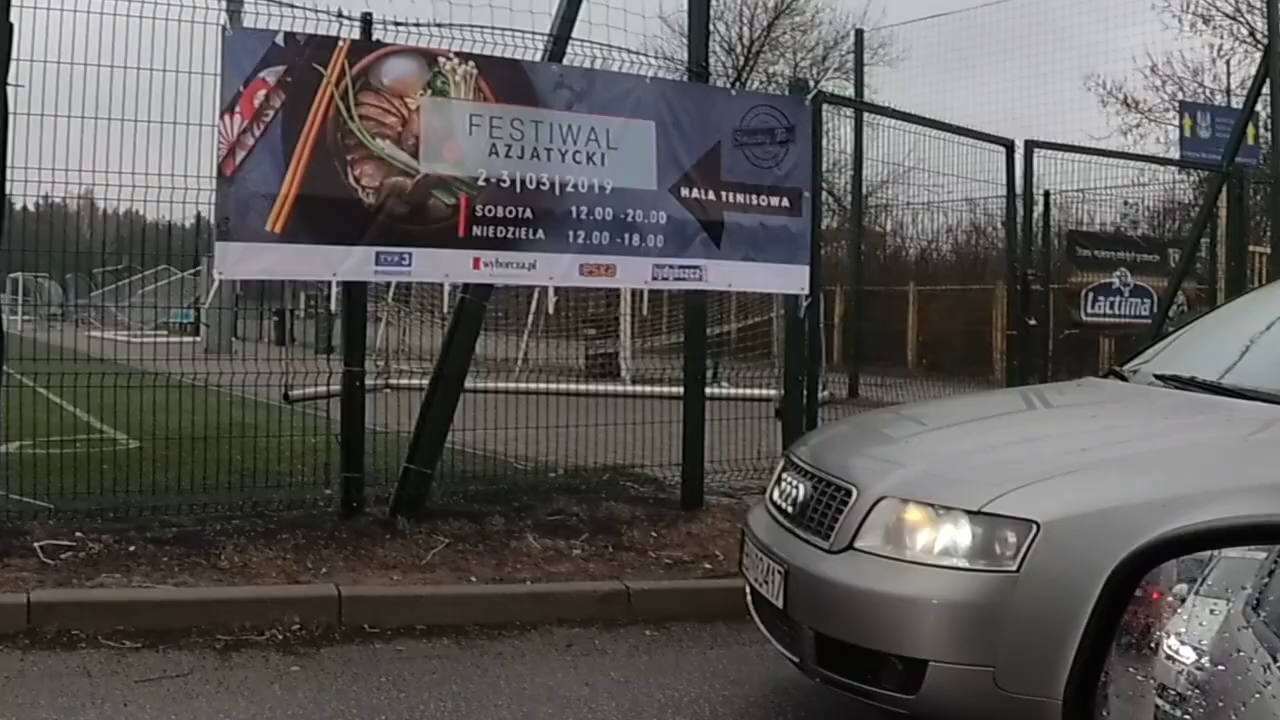 FESTIWAL
AZJATYCKI
2-3|03|2019
SOBOTA 12.00 -20.00
NIEDZIELA 12.00 -18.00
HALA TENISOWA
TVP3
wyborcza.pl
eska
Lactima